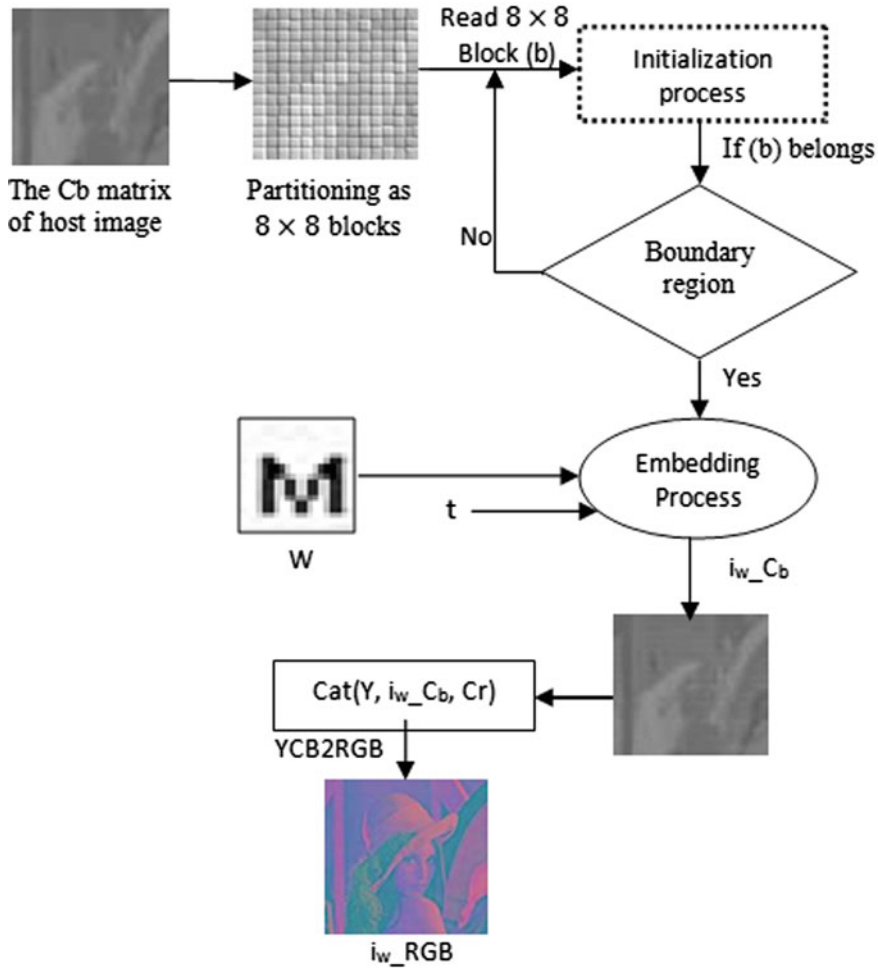 The Cb matrix
of host image
Partitioning as
8 × 8 blocks
Read 8 × 8
Block (b)
Initialization
process
If (b) belongs
No
Boundary
region
Yes
M
W
t
Embedding
Process
iw_Cb
Cat(Y, iw_Cb, Cr)
YCB2RGB
iw_RGB